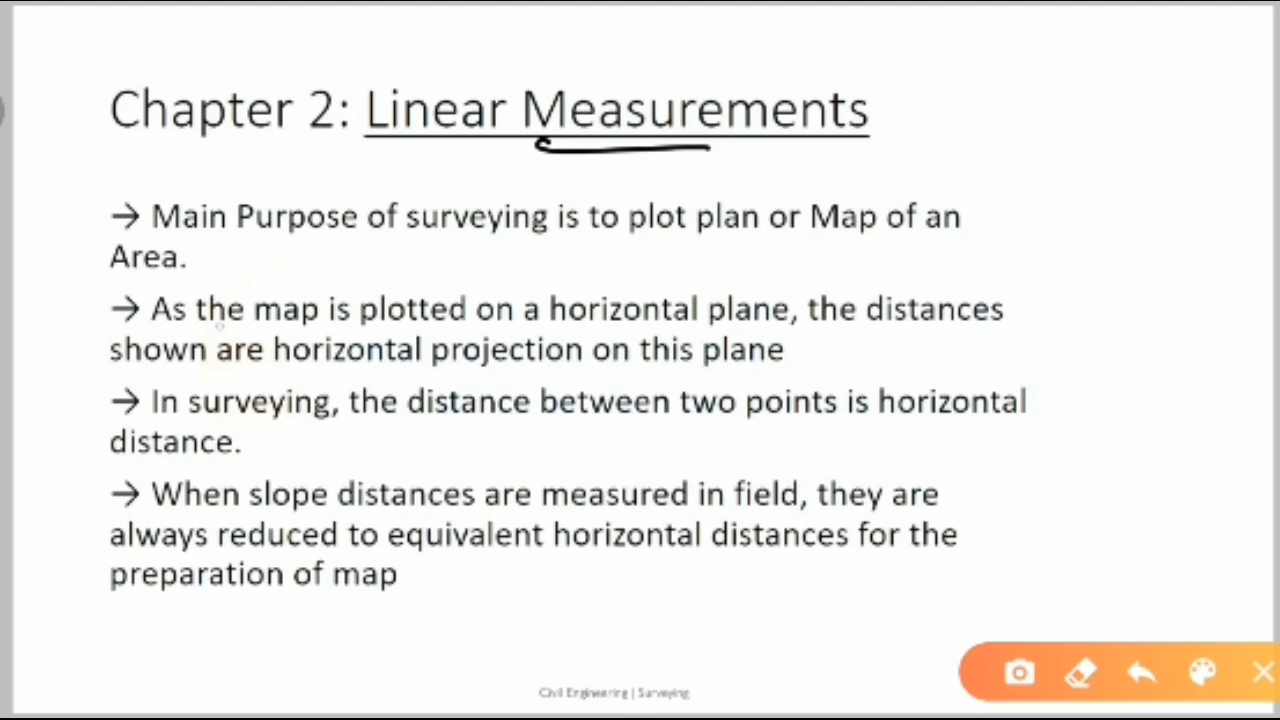 Chapter 2: Linear Measurements
→ Main Purpose of surveying is to plot plan or Map of an
Area.
→ As the map is plotted on a horizontal plane, the distances
shown are horizontal projection on this plane
→ In surveying, the distance between two points is horizontal
distance.
→ When slope distances are measured in field, they are
always reduced to equivalent horizontal distances for the
preparation of map
Civil Engineering | Surveying